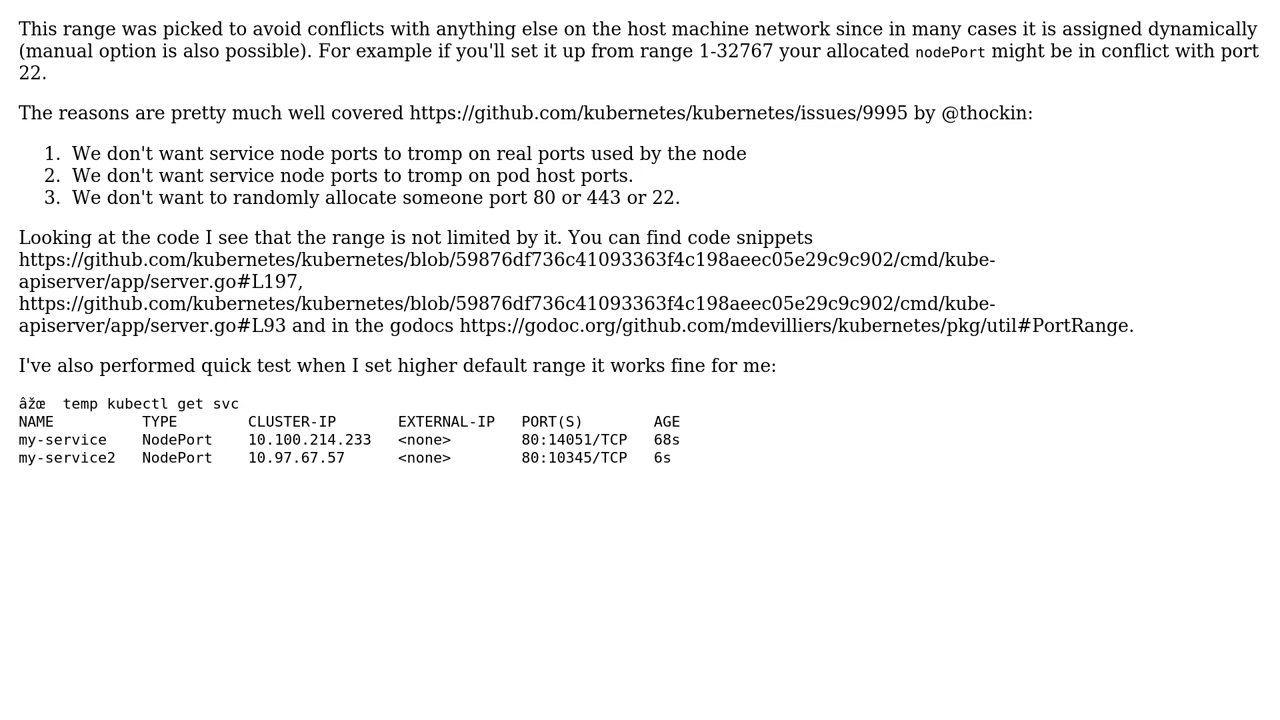 This range was picked to avoid conflicts with anything else on the host machine network since in many cases it is assigned dynamically
(manual option is also possible). For example if you'll set it up from range 1-32767 your allocated nodePort might be in conflict with port
22.
The reasons are pretty much well covered https://github.com/kubernetes/kubernetes/issues/9995 by @thockin:
1. We don't want service node ports to tromp on real ports used by the node
2. We don't want service node ports to tromp on pod host ports.
3. We don't want to randomly allocate someone port 80 or 443 or 22.
Looking at the code I see that the range is not limited by it. You can find code snippets
https://github.com/kubernetes/kubernetes/blob/59876df736c41093363f4c198aeec05e29c9c902/cmd/kube-
apiserver/app/server.go#L197,
https://github.com/kubernetes/kubernetes/blob/59876df736c41093363f4c198aeec05e29c9c902/cmd/kube-
apiserver/app/server.go#L93 and in the godocs https://godoc.org/github.com/mdevilliers/kubernetes/pkg/util#PortRange.
I've also performed quick test when I set higher default range it works fine for me:
âžœ  temp kubectl get svc
NAME          TYPE        CLUSTER-IP       EXTERNAL-IP   PORT(S)        AGE
my-service    NodePort    10.100.214.233   <none>        80:14051/TCP   68s
my-service2   NodePort    10.97.67.57      <none>        80:10345/TCP   6s